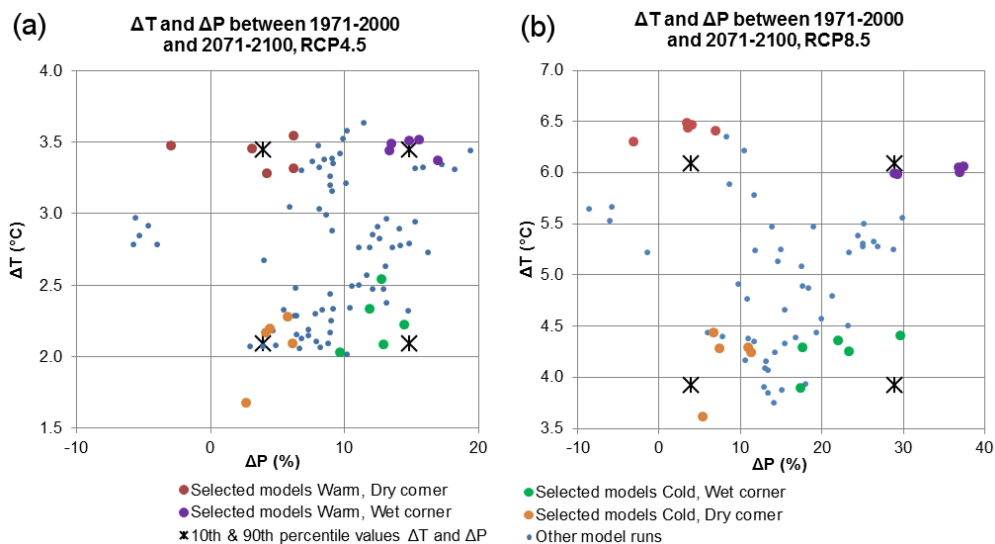 (a)
ΔT and ΔP between 1971-2000
and 2071-2100, RCP4.5
4.0
3.5
3.0
2.5
2.0
1.5
ΔT (°C)
-10
0
10
20
ΔP (%)
(b)
ΔT and ΔP between 1971-2000
and 2071-2100, RCP8.5
7.0
6.5
6.0
5.5
5.0
4.5
4.0
3.5
ΔT (°C)
-10
0
10
20
30
40
ΔP (%)
Selected models Warm, Dry corner
Selected models Warm, Wet corner
10th & 90th percentile values ΔT and ΔP
Selected models Cold, Wet corner
Selected models Cold, Dry corner
Other model runs